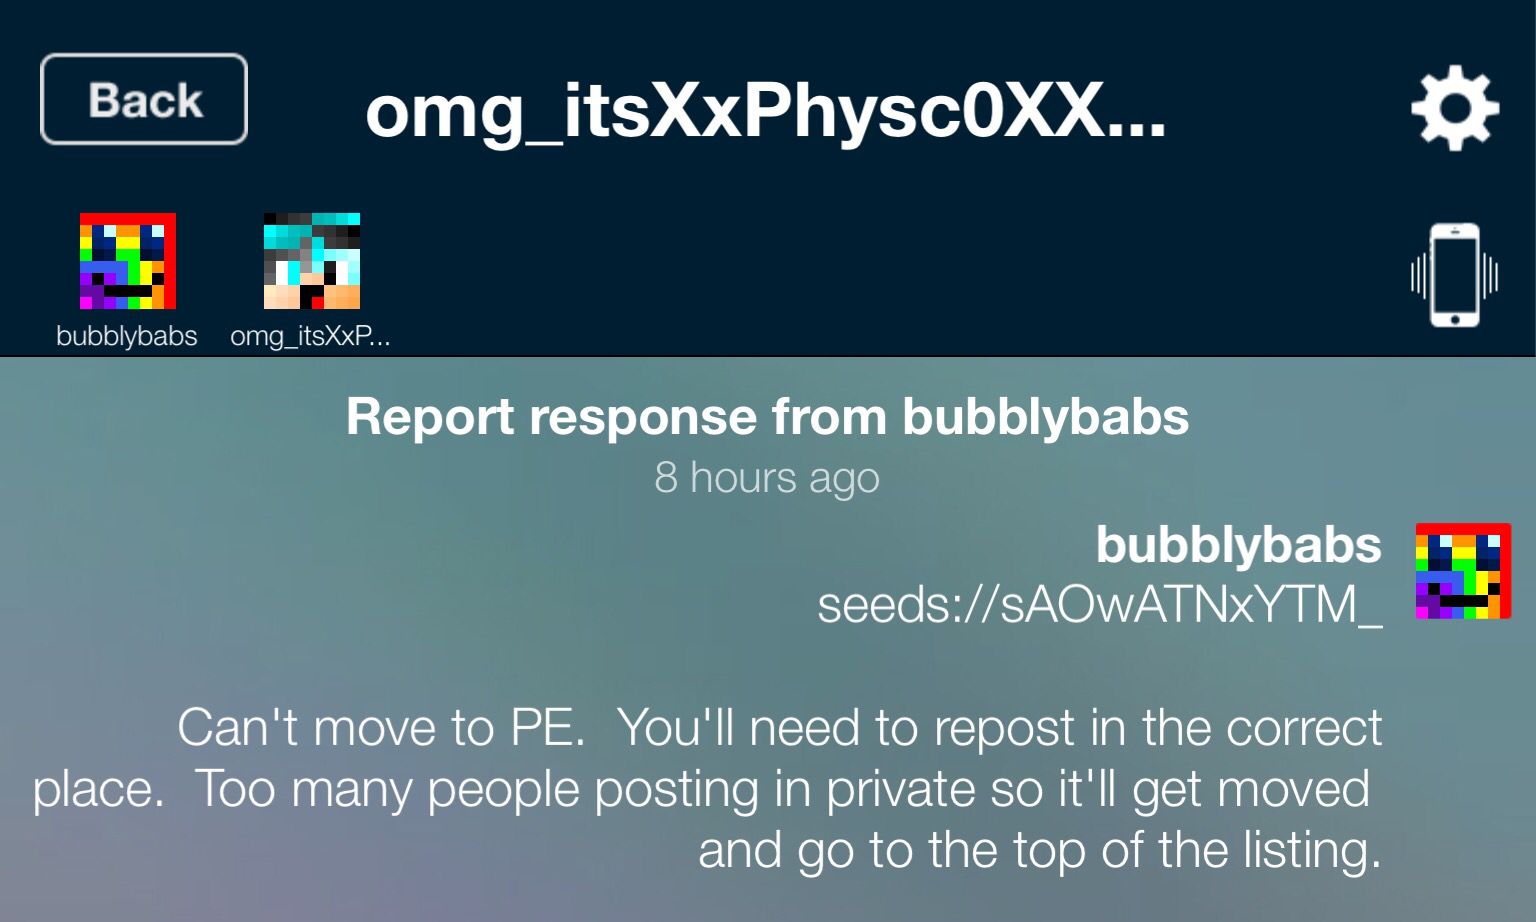 Back
omg_itsXxPhysc0XX...
bubblybabs
omg_itsXxP...
Report response from bubblybabs
8 hours ago
bubblybabs
seeds://sAOwATNxYTM_
Can't move to PE.  You'll need to repost in the correct
place.  Too many people posting in private so it'll get moved
and go to the top of the listing.